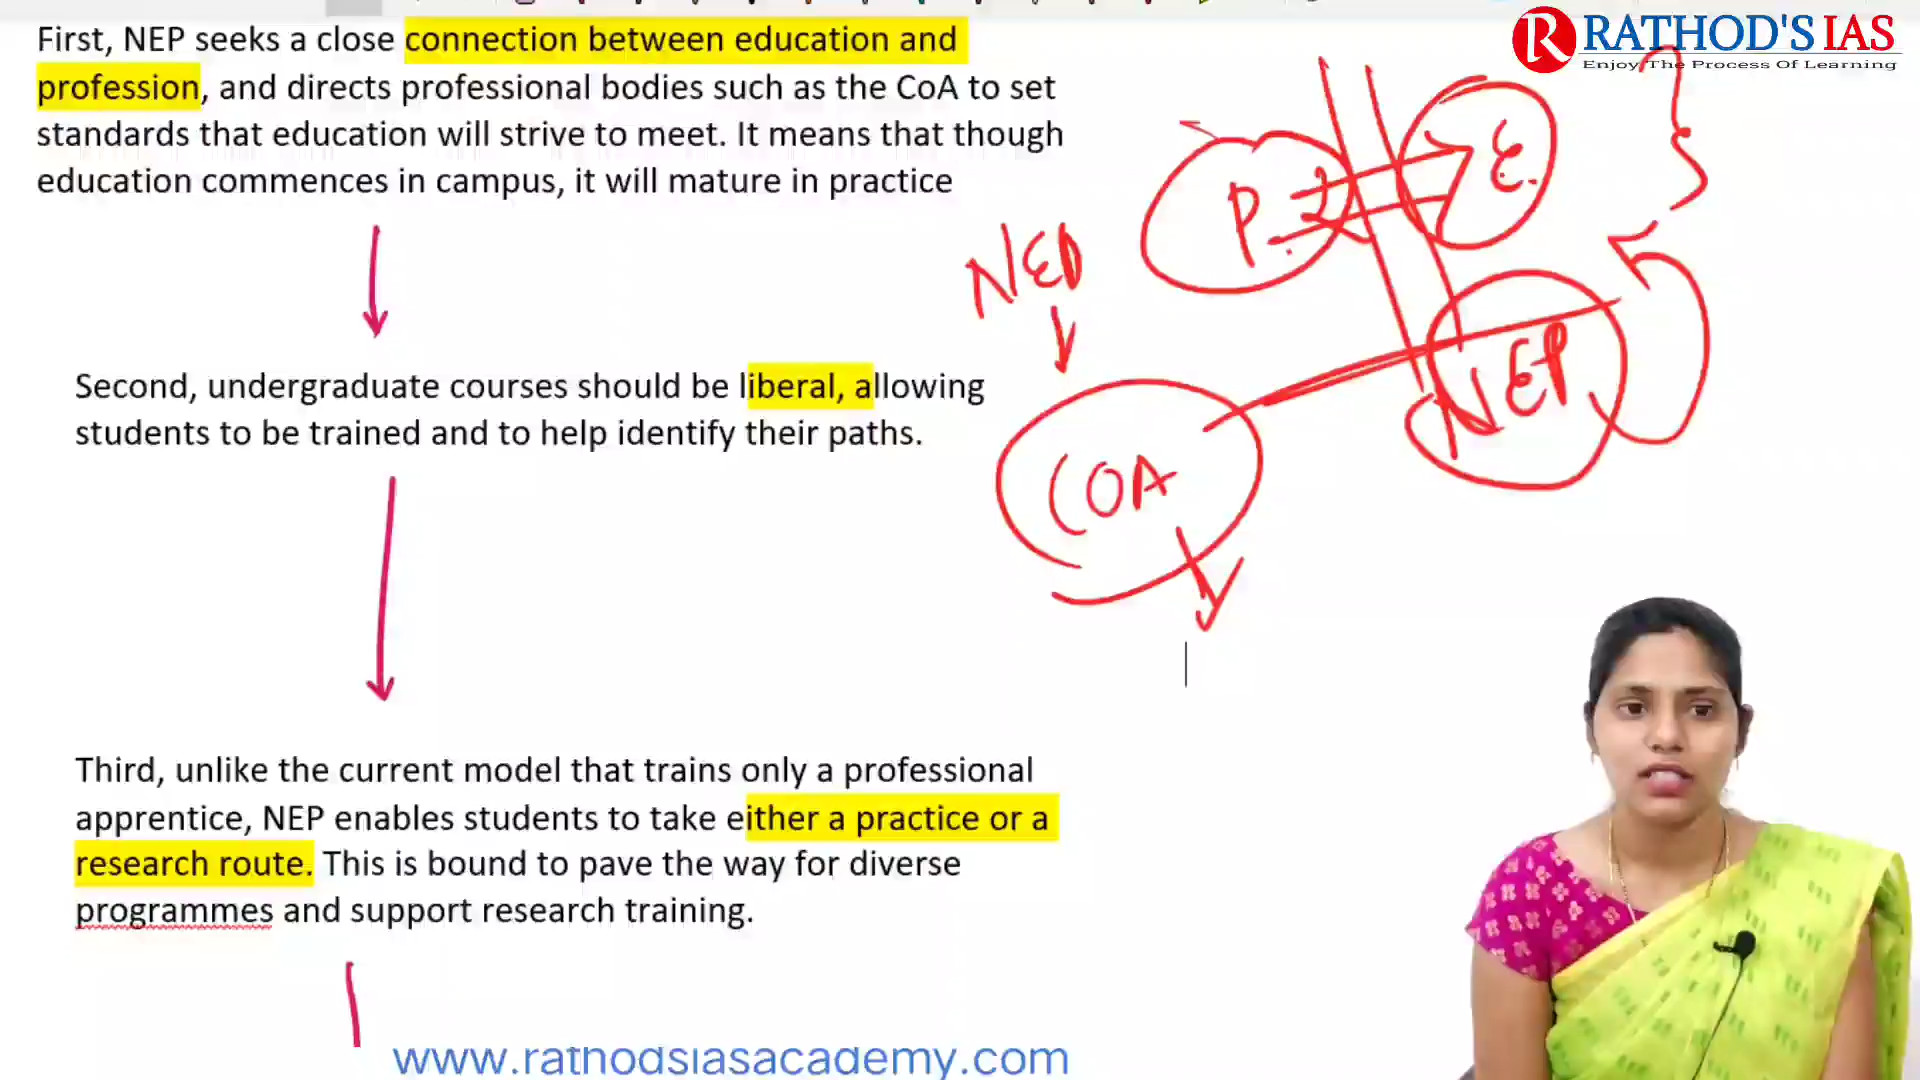 RATHOD'S IAS
Enjoy The Process Of Learning
First, NEP seeks a close connection between education and
profession, and directs professional bodies such as the CoA to set
standards that education will strive to meet. It means that though
education commences in campus, it will mature in practice
P
E
NEP
NEP
COA
Second, undergraduate courses should be liberal, allowing
students to be trained and to help identify their paths.
Third, unlike the current model that trains only a professional
apprentice, NEP enables students to take either a practice or a
research route. This is bound to pave the way for diverse
programmes and support research training.
www.rathodsiasacademy.com